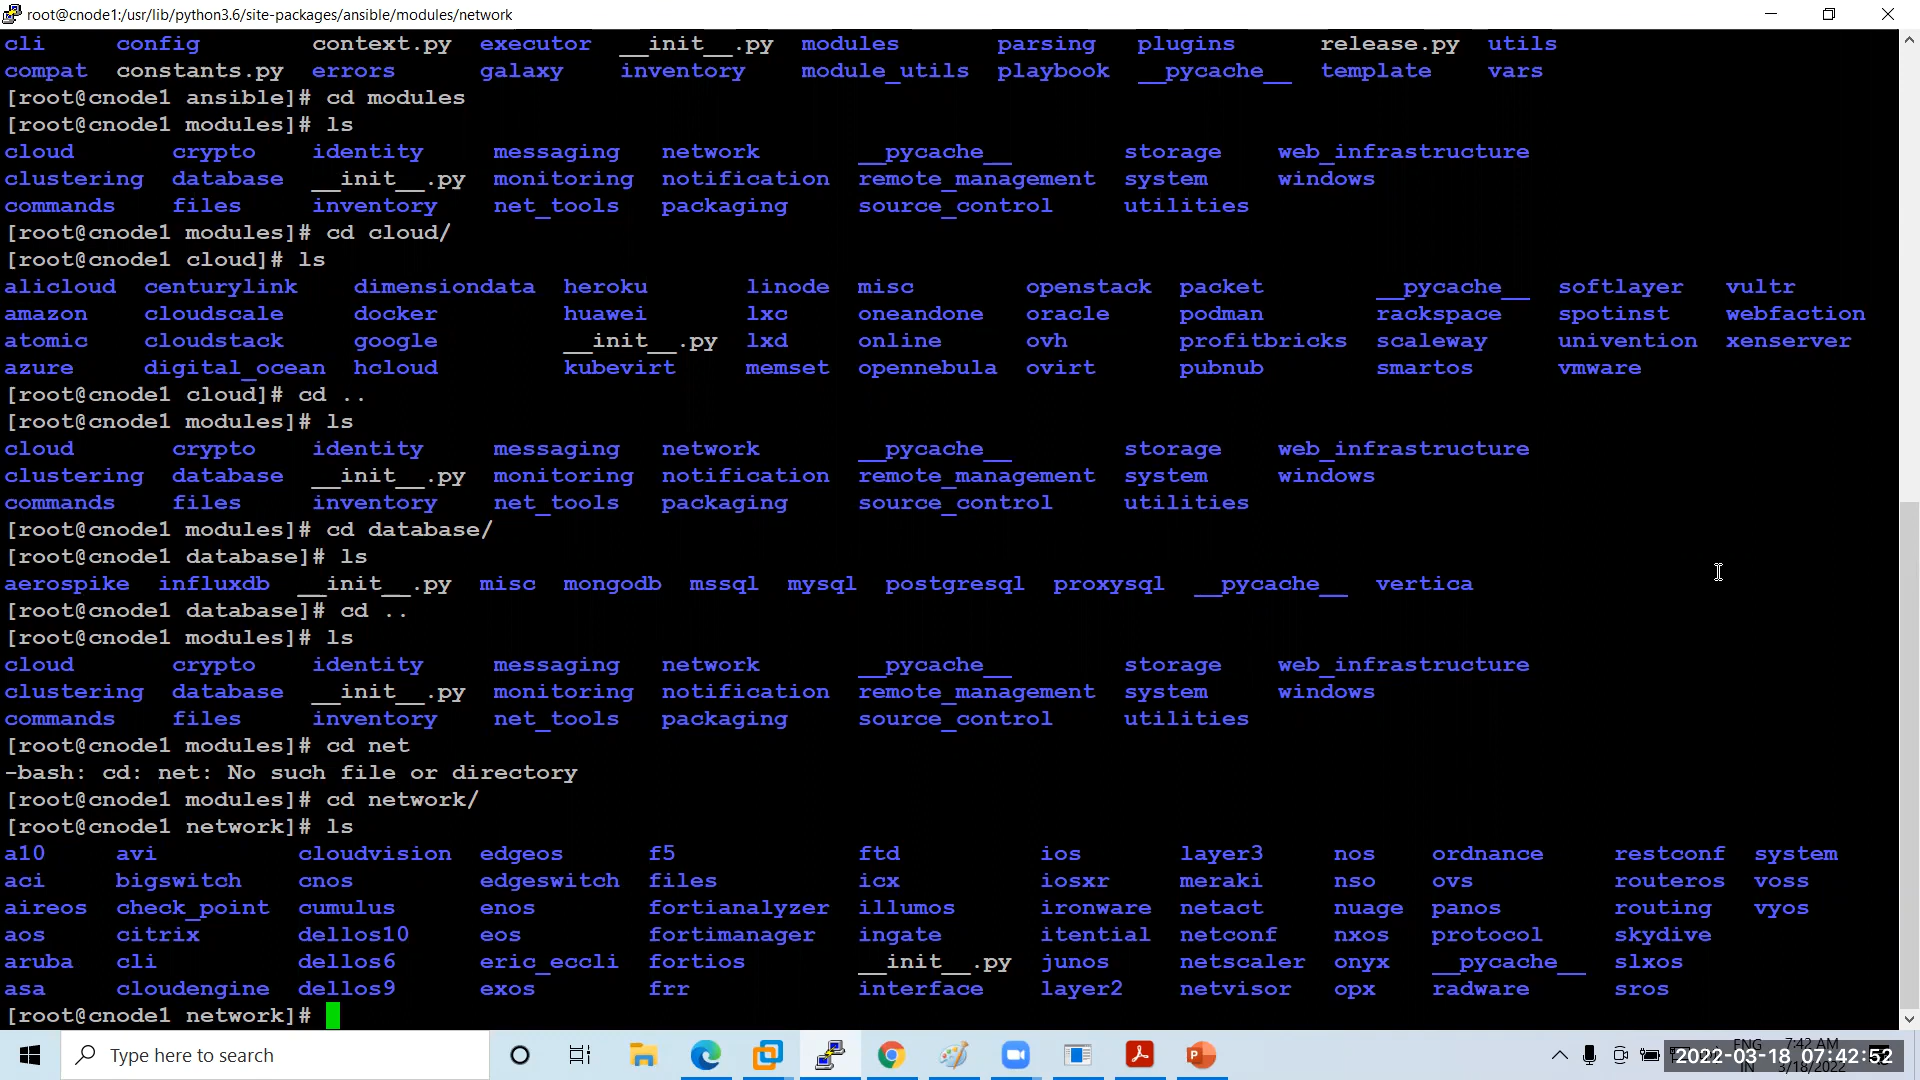 root@cnode1:/usr/lib/python3.6/site-packages/ansible/modules/network
cli config context.py executor __init__.py modules parsing plugins release.py utils
compat constants.py errors galaxy inventory module_utils playbook __pycache__ template vars
[root@cnode1 ansible]# cd modules
[root@cnode1 modules]# ls
cloud crypto identity messaging network __pycache__ storage web_infrastructure
clustering database __init__.py monitoring notification remote_management system windows
commands files inventory net_tools packaging source_control utilities
[root@cnode1 modules]# cd cloud/
[root@cnode1 cloud]# ls
alicloud centurylink dimensiondata heroku linode misc openstack packet __pycache__ softlayer vultr
amazon cloudscale docker huawei lxc oneandone oracle podman rackspace spotinst webfaction
atomic cloudstack google __init__.py lxd online ovh profitbricks scaleway univention xenserver
azure digital_ocean hcloud kubevirt memset opennebula ovirt pubnub smartos vmware
[root@cnode1 cloud]# cd ..
[root@cnode1 modules]# ls
cloud crypto identity messaging network __pycache__ storage web_infrastructure
clustering database __init__.py monitoring notification remote_management system windows
commands files inventory net_tools packaging source_control utilities
[root@cnode1 modules]# cd database/
[root@cnode1 database]# ls
aerospike influxdb __init__.py misc mongodb mssql mysql postgresql proxysql __pycache__ vertica
[root@cnode1 database]# cd ..
[root@cnode1 modules]# ls
cloud crypto identity messaging network __pycache__ storage web_infrastructure
clustering database __init__.py monitoring notification remote_management system windows
commands files inventory net_tools packaging source_control utilities
[root@cnode1 modules]# cd net
-bash: cd: net: No such file or directory
[root@cnode1 modules]# cd network/
[root@cnode1 network]# ls
a10 avi cloudvision edgeos f5 ftd ios layer3 nos ordnance restconf system
aci bigswitch cnos edgeswitch files icx iosxr meraki nso ovs routeros voss
aireos check_point cumulus enos fortianalyzer illumos ironware netact nuage panos routing vyos
aos citrix dellos10 eos fortimanager ingate itential netconf nxos protocol skydive
aruba cli dellos6 eric_eccli fortios __init__.py junos netscaler onyx __pycache__ slxos
asa cloudengine dellos9 exos frr interface layer2 netvisor opx radware sros
[root@cnode1 network]#
Type here to search
ENG 7:42 AM
2022-03-18 07:42:52
IN 3/18/2022